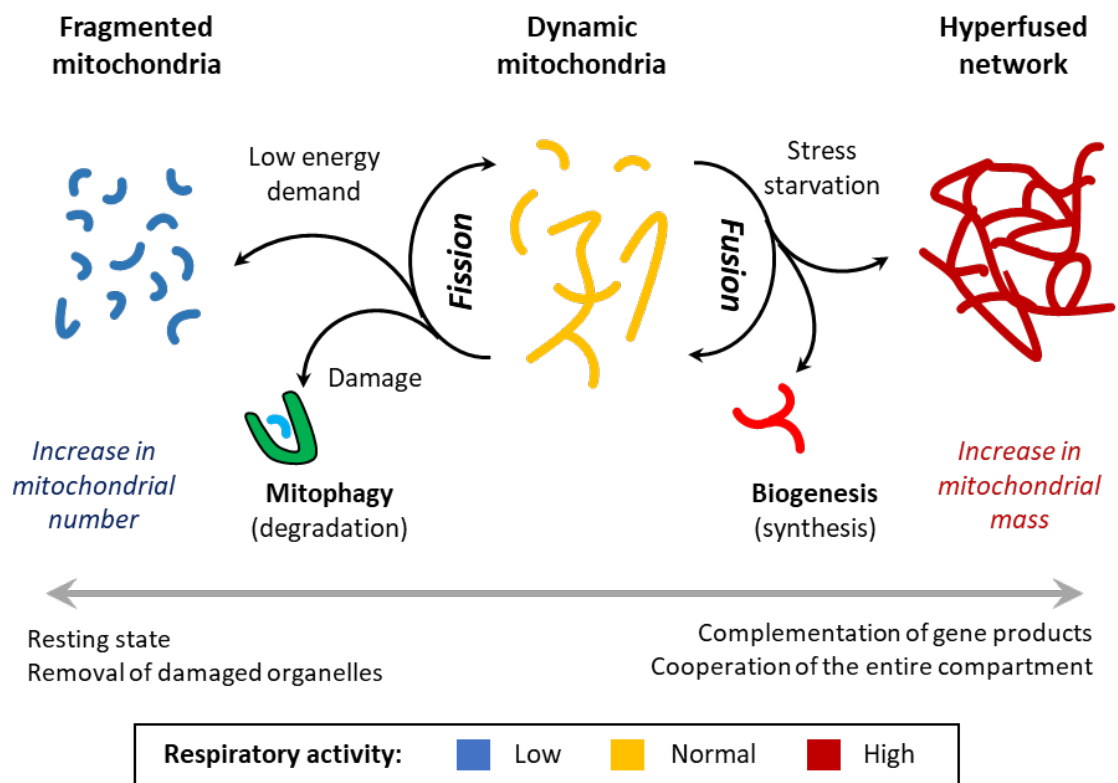 Fragmented
mitochondria
Dynamic
mitochondria
Hyperfused
network
Low energy
demand
Fission
Fusion
Stress
starvation
Damage
Increase in
mitochondrial
number
Mitophagy
(degradation)
Biogenesis
(synthesis)
Increase in
mitochondrial
mass
Resting state
Removal of damaged organelles
Complementation of gene products
Cooperation of the entire compartment
Respiratory activity: Low Normal High